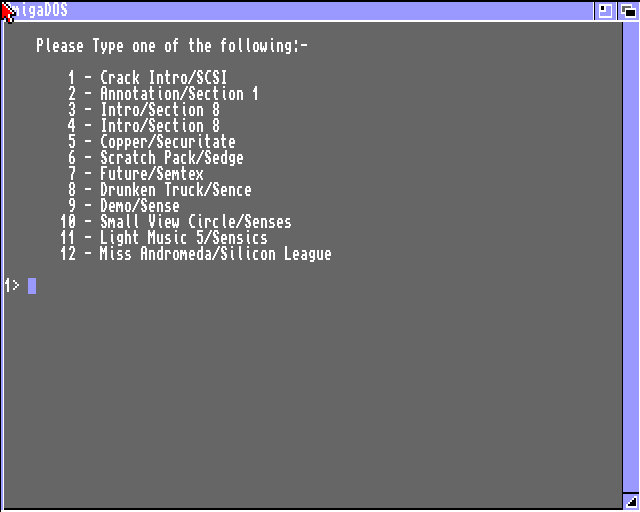 migaDOS
Please Type one of the following:-
1 - Crack Intro/SCSI
2 - Annotation/Section 1
3 - Intro/Section 8
4 - Intro/Section 8
5 - Copper/Securitate
6 - Scratch Pack/Sedge
7 - Future/Semtex
8 - Drunken Truck/Sence
9 - Demo/Sense
10 - Small View Circle/Senses
11 - Light Music 5/Sensics
12 - Miss Andromeda/Silicon League
1>